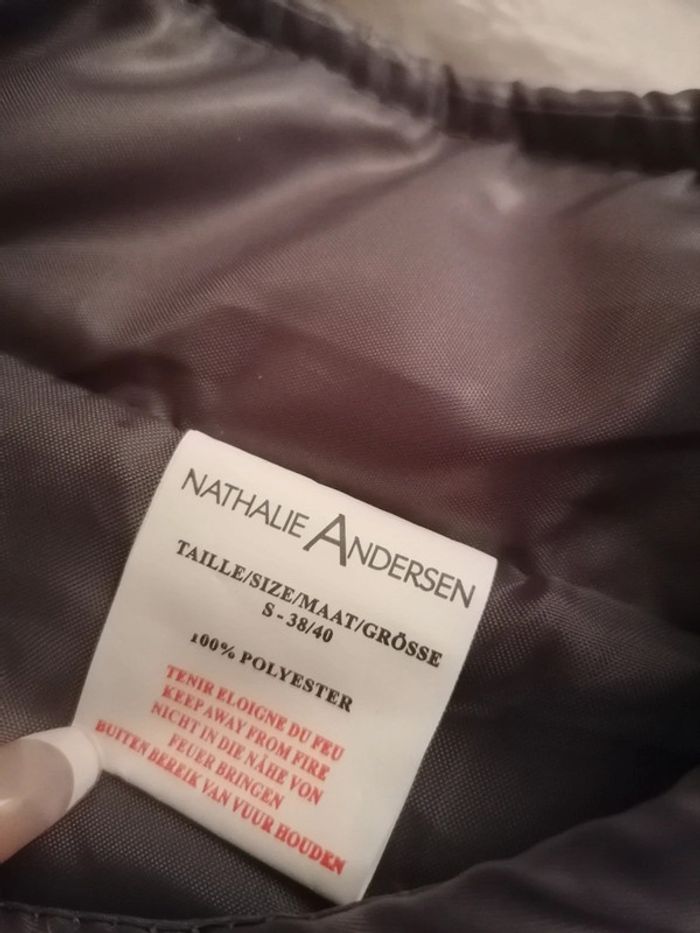 NATHALIE ANDERSEN
TAILLE/SIZE/MAAT/GRÖSSE
S - 38/40
100% POLYESTER
TENIR ELOIGNE DU FEU
KEEP AWAY FROM FIRE
NICHT IN DIE NÄHE VON
FEUER BRINGEN
BUITEN BEREIK VAN VUUR HOUDEN